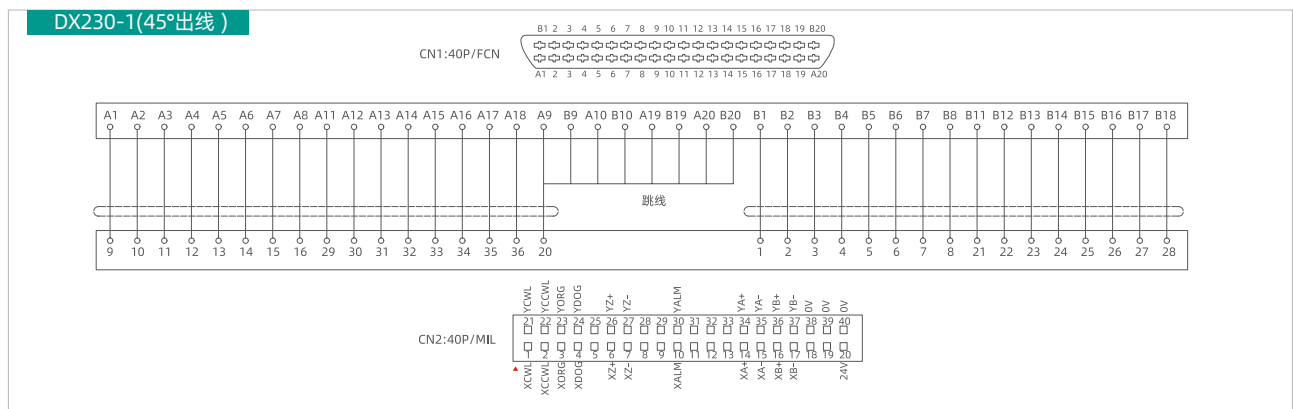 DX230-1(45°出线 )
B1 2 3 4 5 6 7 8 9 10 11 12 13 14 15 16 17 18 19 B20
CN1:40P/FCN
A1 2 3 4 5 6 7 8 9 10 11 12 13 14 15 16 17 18 19 A20
A1 A2 A3 A4 A5 A6 A7 A8 A11 A12 A13 A14 A15 A16 A17 A18 A9 B9 A10 B10 A19 B19 A20 B20 B1 B2 B3 B4 B5 B6 B7 B8 B11 B12 B13 B14 B15 B16 B17 B18
跳线
9 10 11 12 13 14 15 16 29 30 31 32 33 34 35 36 20 1 2 3 4 5 6 7 8 21 22 23 24 25 26 27 28
YCWL YCCWL YORG YDOG YZ+ YZ- YALM YA+ YA- YB+ YB- 0V 0V 0V
21 22 23 24 25 26 27 28 29 30 31 32 33 34 35 36 37 38 39 40
CN2:40P/MIL
1 2 3 4 5 6 7 8 9 10 11 12 13 14 15 16 17 18 19 20
XCWL XCCWL XORG XDOG XZ+ XZ- XALM XA+ XA- XB+ XB- 24V